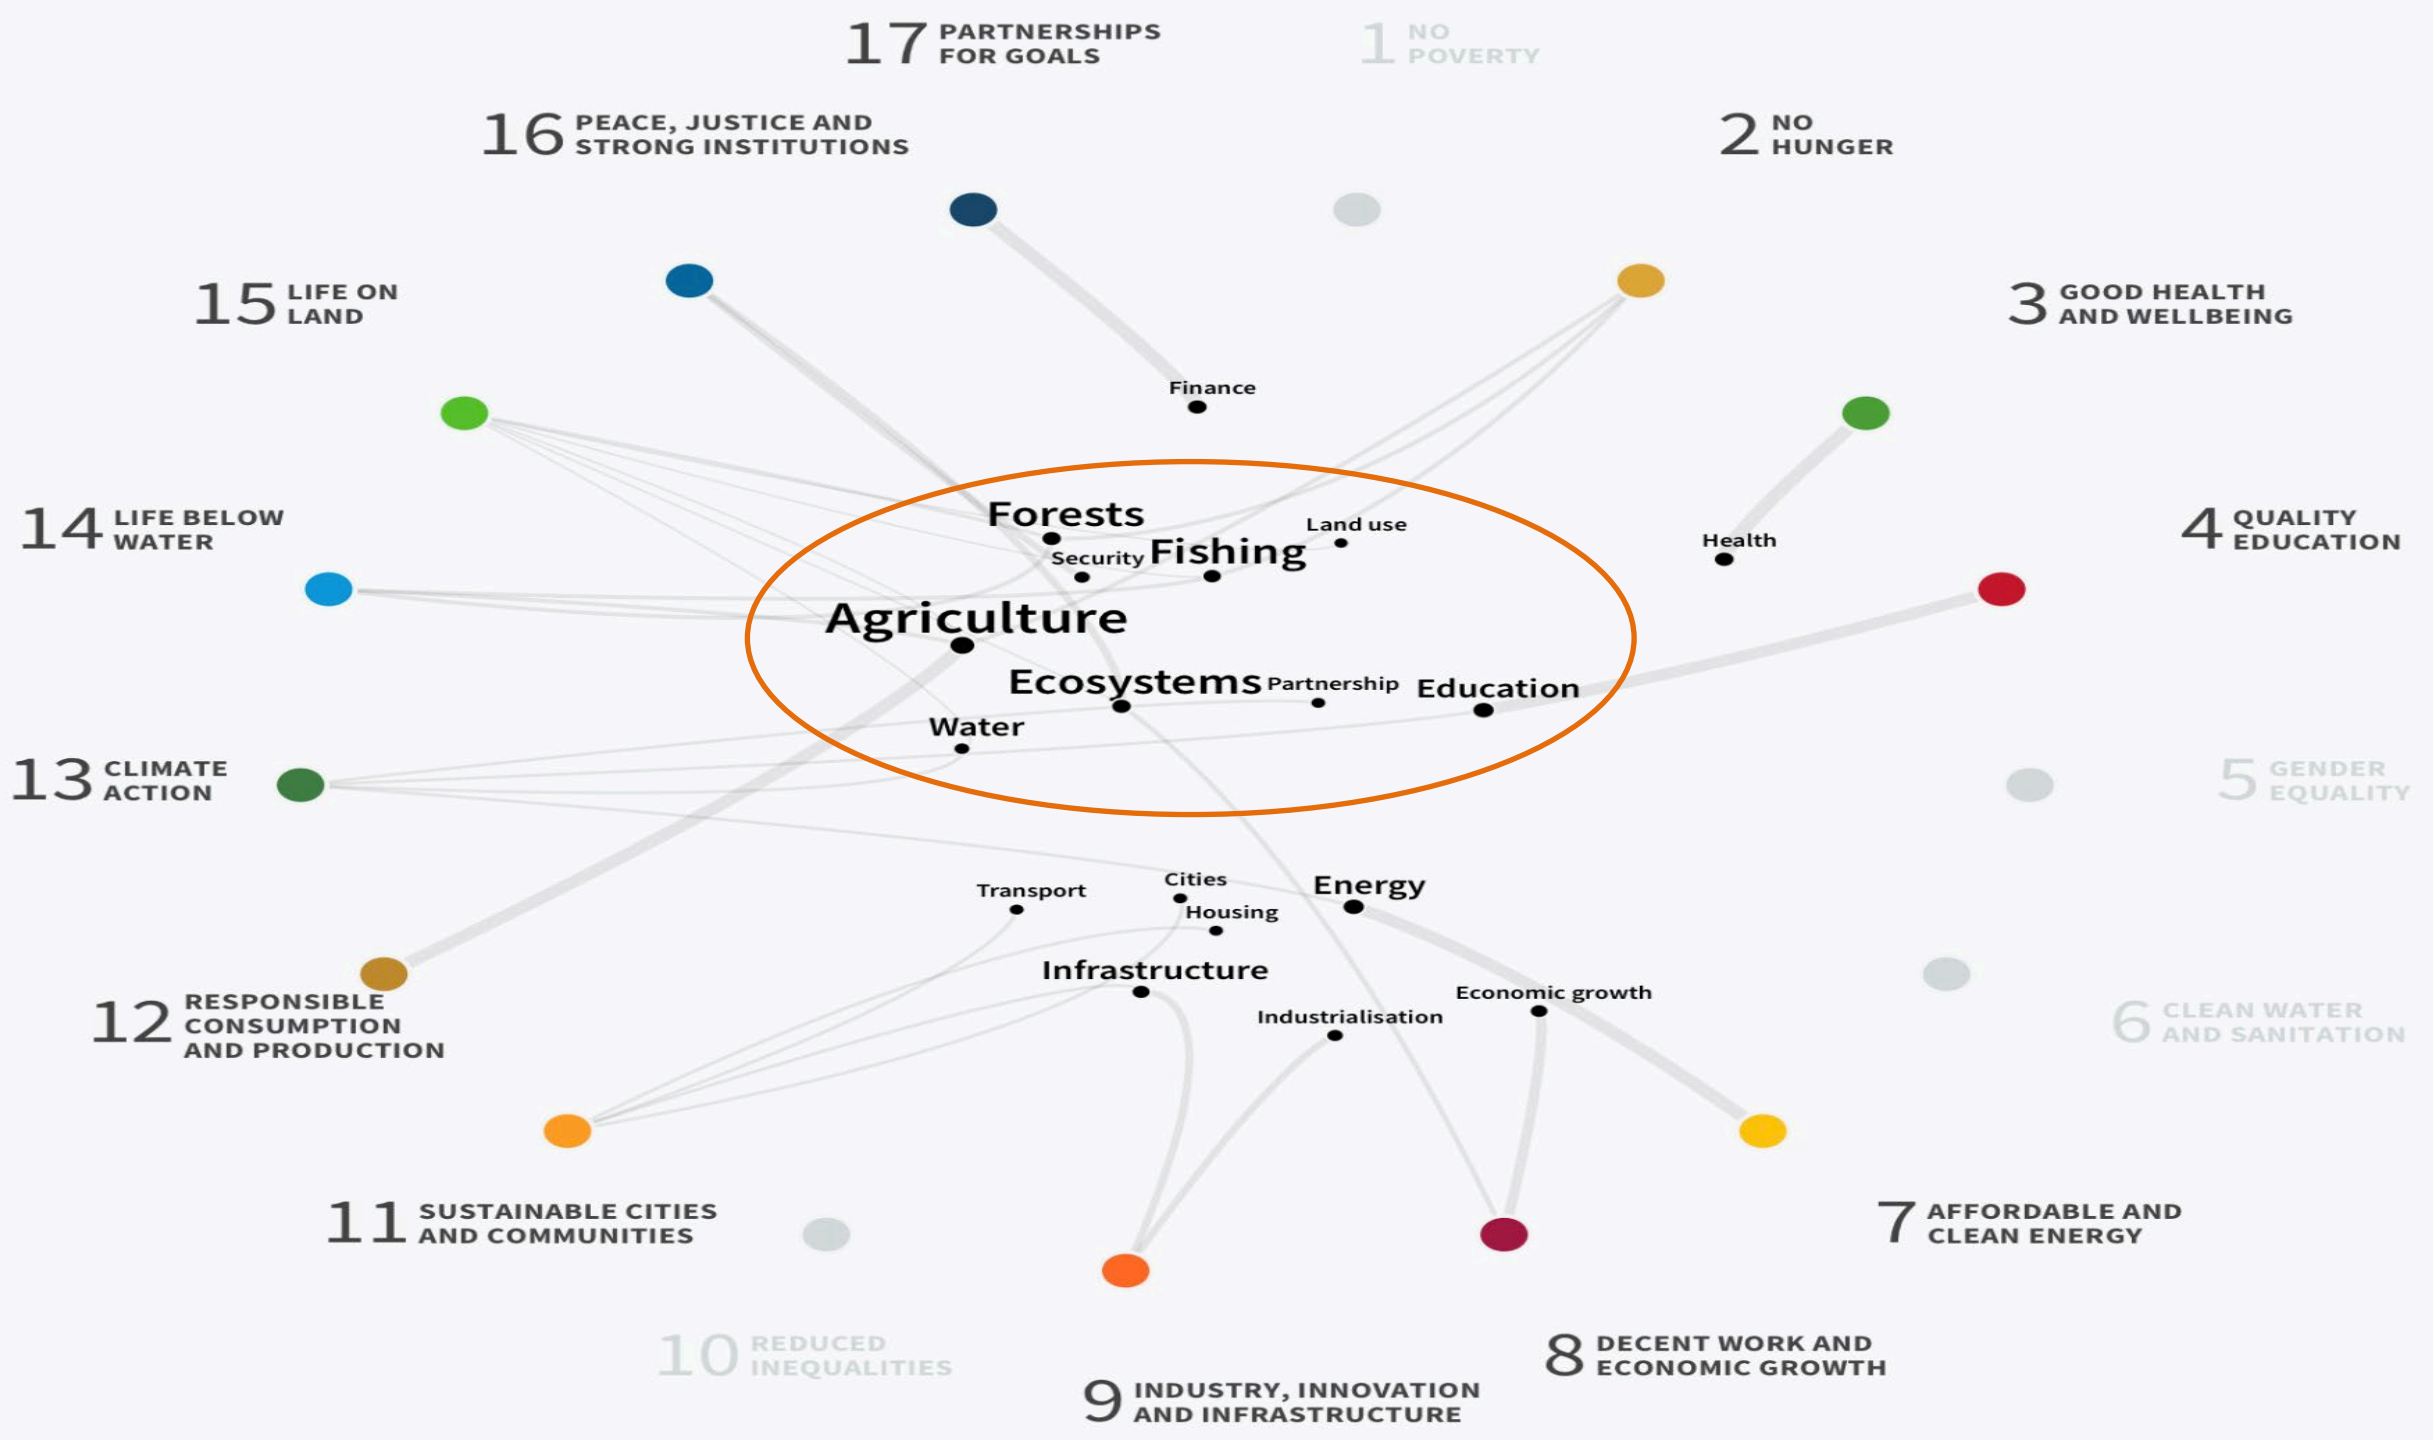 17 PARTNERSHIPS
FOR GOALS
1 NO
POVERTY
16 PEACE, JUSTICE AND
STRONG INSTITUTIONS
2 NO
HUNGER
15 LIFE ON
LAND
3 GOOD HEALTH
AND WELLBEING
Finance
14 LIFE BELOW
WATER
4 QUALITY
EDUCATION
Forests
Land use
Security
Fishing
Health
Agriculture
Ecosystems
Partnership
Education
Water
13 CLIMATE
ACTION
5 GENDER
EQUALITY
Transport
Cities
Energy
Housing
Infrastructure
Economic growth
Industrialisation
12 RESPONSIBLE
CONSUMPTION
AND PRODUCTION
6 CLEAN WATER
AND SANITATION
11 SUSTAINABLE CITIES
AND COMMUNITIES
7 AFFORDABLE AND
CLEAN ENERGY
10 REDUCED
INEQUALITIES
8 DECENT WORK AND
ECONOMIC GROWTH
9 INDUSTRY, INNOVATION
AND INFRASTRUCTURE